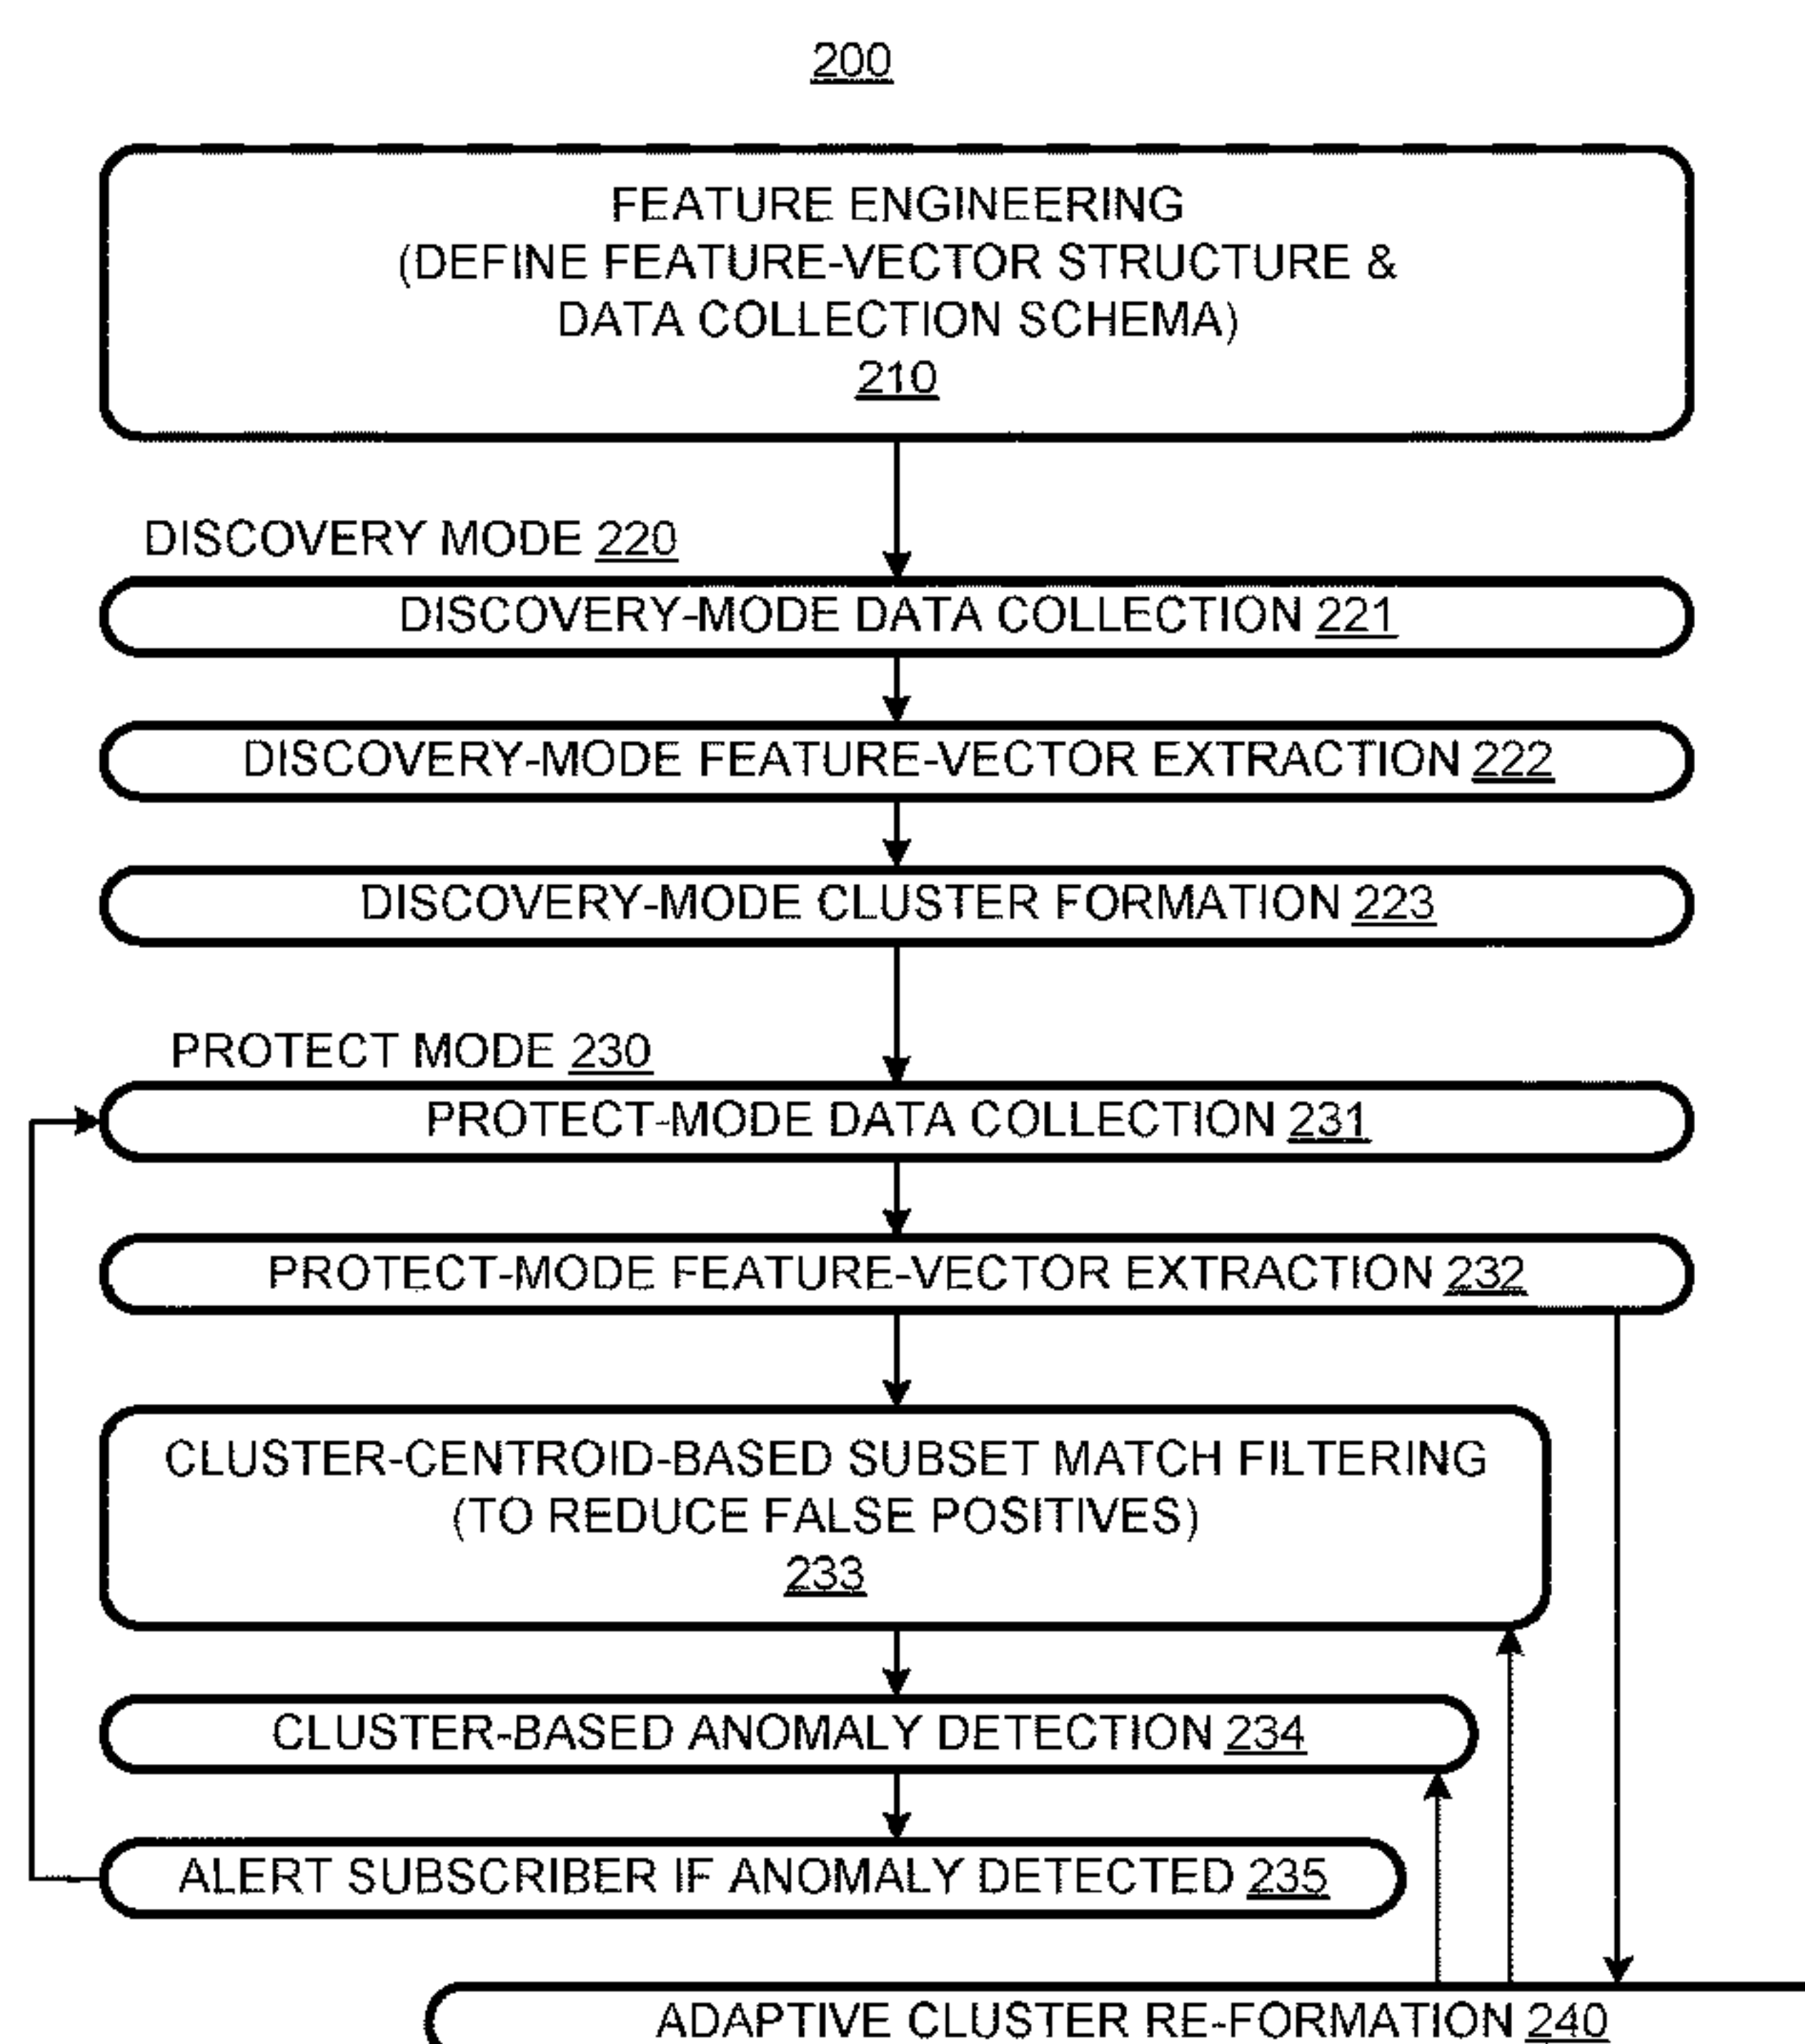 200
FEATURE ENGINEERING
(DEFINE FEATURE-VECTOR STRUCTURE &
DATA COLLECTION SCHEMA)
210
DISCOVERY MODE 220
DISCOVERY-MODE DATA COLLECTION 221
DISCOVERY-MODE FEATURE-VECTOR EXTRACTION 222
DISCOVERY-MODE CLUSTER FORMATION 223
PROTECT MODE 230
PROTECT-MODE DATA COLLECTION 231
PROTECT-MODE FEATURE-VECTOR EXTRACTION 232
CLUSTER-CENTROID-BASED SUBSET MATCH FILTERING
(TO REDUCE FALSE POSITIVES)
233
CLUSTER-BASED ANOMALY DETECTION 234
ALERT SUBSCRIBER IF ANOMALY DETECTED 235
ADAPTIVE CLUSTER RE-FORMATION 240